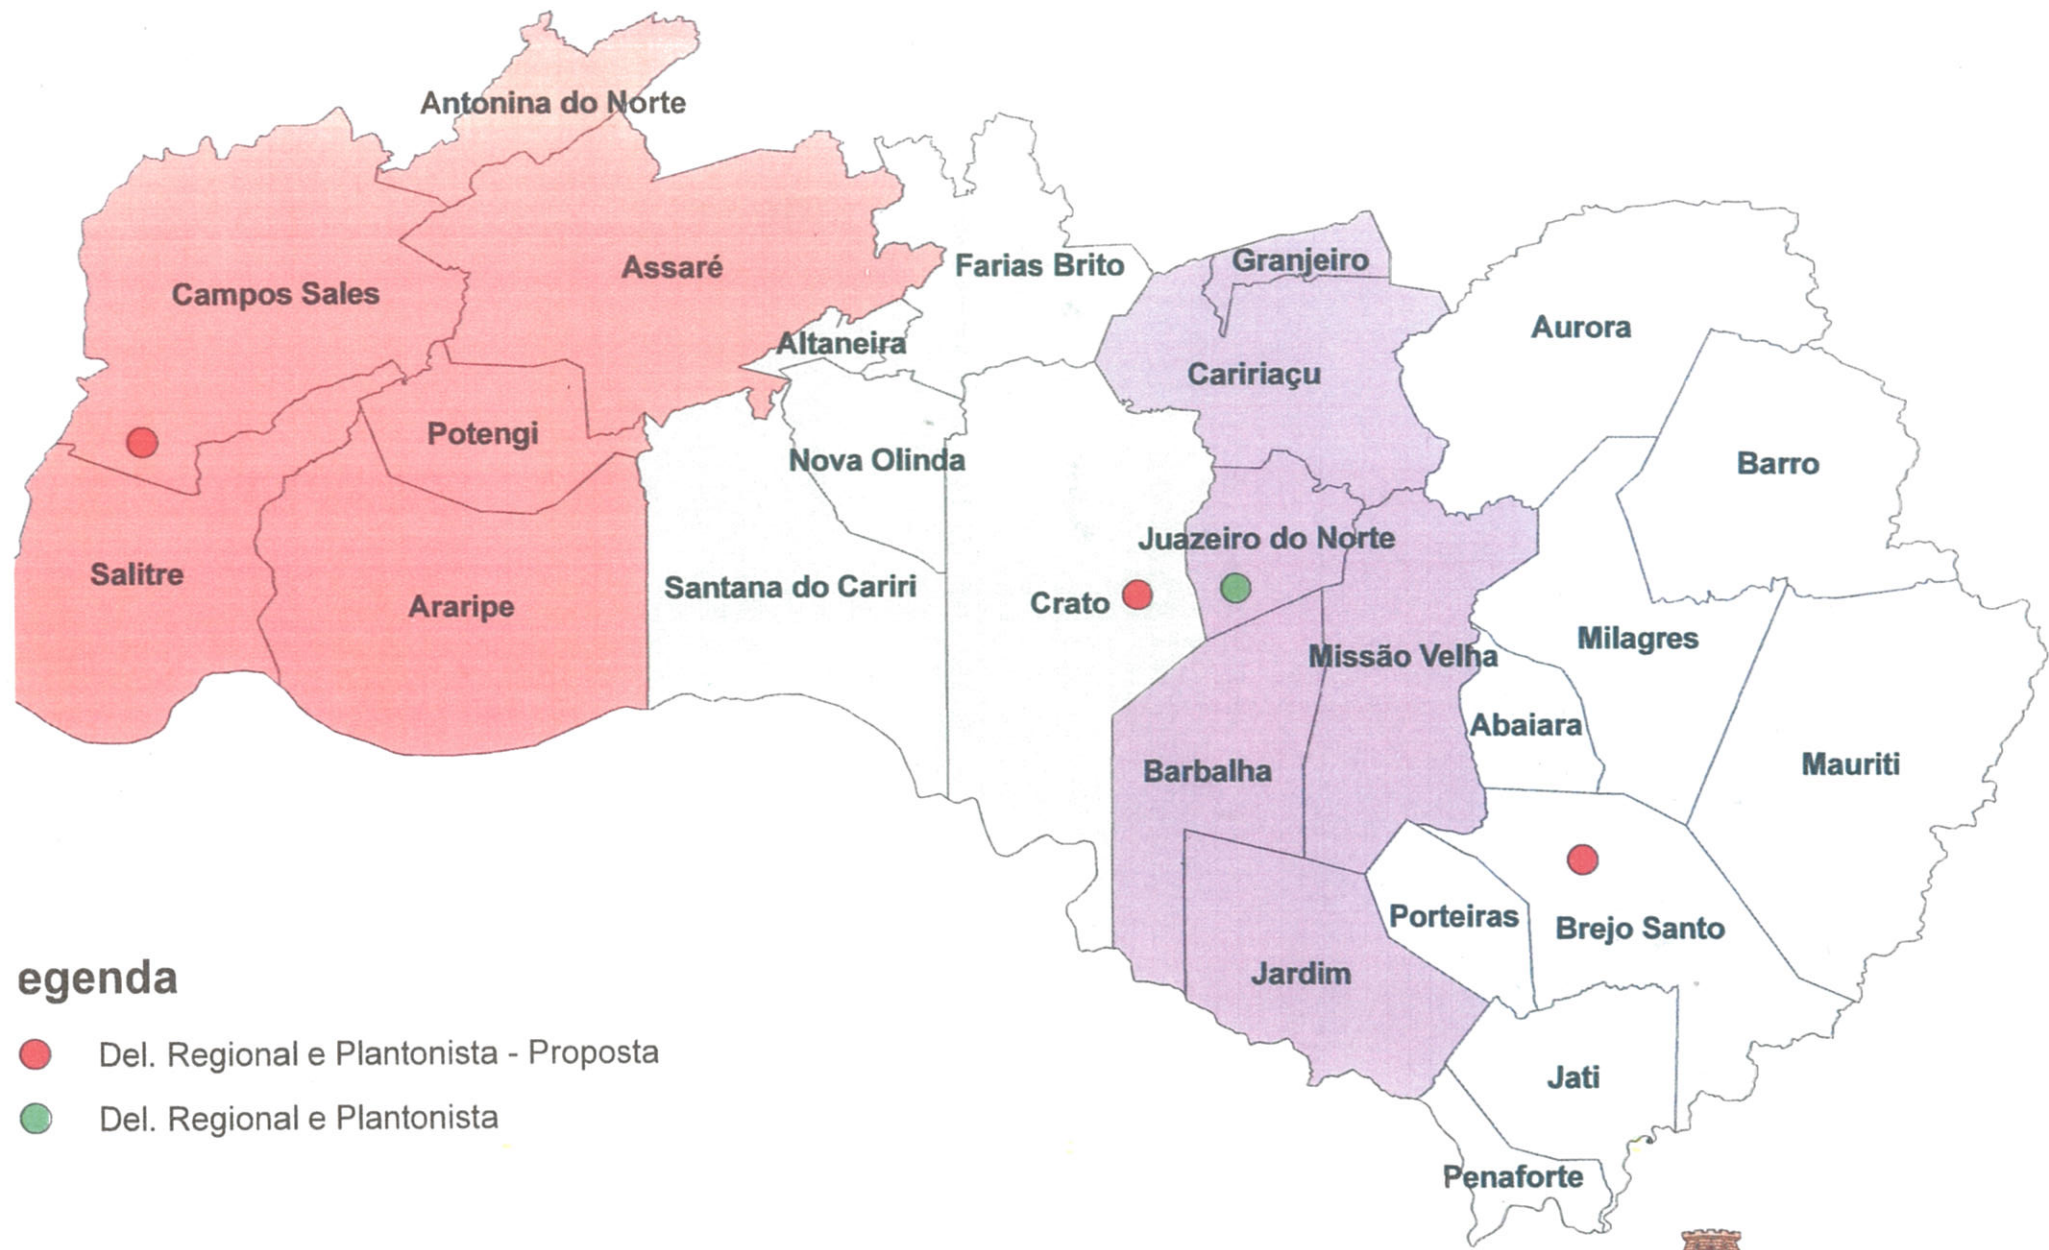 Antonina do Norte
Campos Sales
Assaré
Farias Brito
Granjeiro
Aurora
Altaneira
Caririaçu
Potengi
Nova Olinda
Barro
Juazeiro do Norte
Salitre
Araripe
Santana do Cariri
Crato
Missão Velha
Milagres
Abaiara
Barbalha
Mauriti
Porteiras
Brejo Santo
Jardim
Jati
Penaforte
egenda
Del. Regional e Plantonista - Proposta
Del. Regional e Plantonista